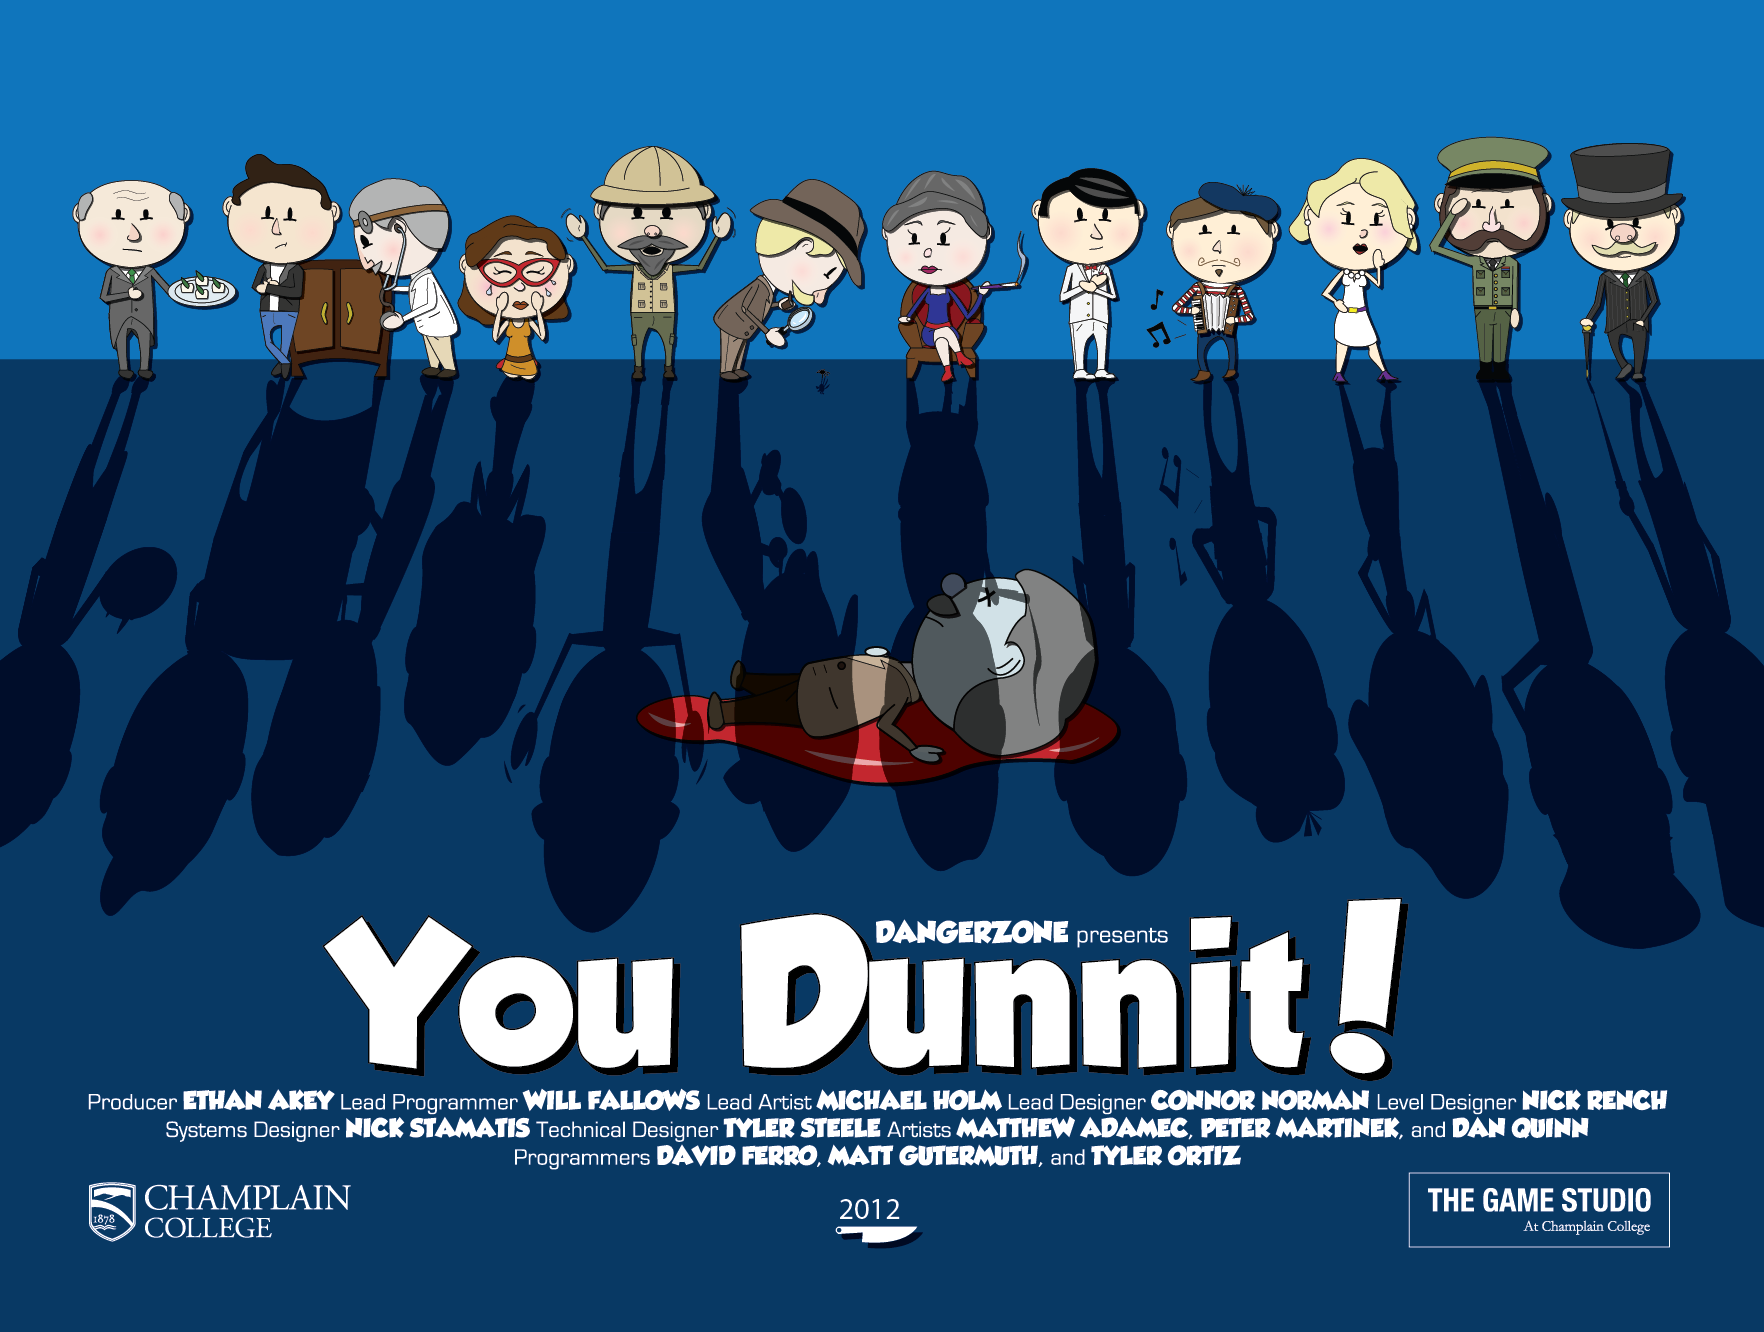 DANGERZONE presents
You Dunnit!
Producer ETHAN AKEY Lead Programmer WILL FALLOWS Lead Artist MICHAEL HOLM Lead Designer CONNOR NORMAN Level Designer NICK RENCH
Systems Designer NICK STAMATIS Technical Designer TYLER STEELE Artists MATTHEW ADAMEC, PETER MARTINEK, and DAN QUINN
Programmers DAVID FERRO, MATT GUTERMUTH, and TYLER ORTIZ
1878
CHAMPLAIN
COLLEGE
2012
THE GAME STUDIO
At Champlain College